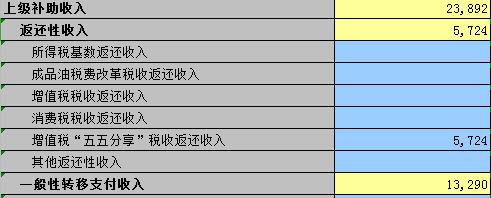 上级补助收入 23,892
返还性收入 5,724
所得税基数返还收入
成品油税费改革税收返还收入
增值税税收返还收入
消费税税收返还收入
增值税“五五分享”税收返还收入 5,724
其他返还性收入
一般性转移支付收入 13,290